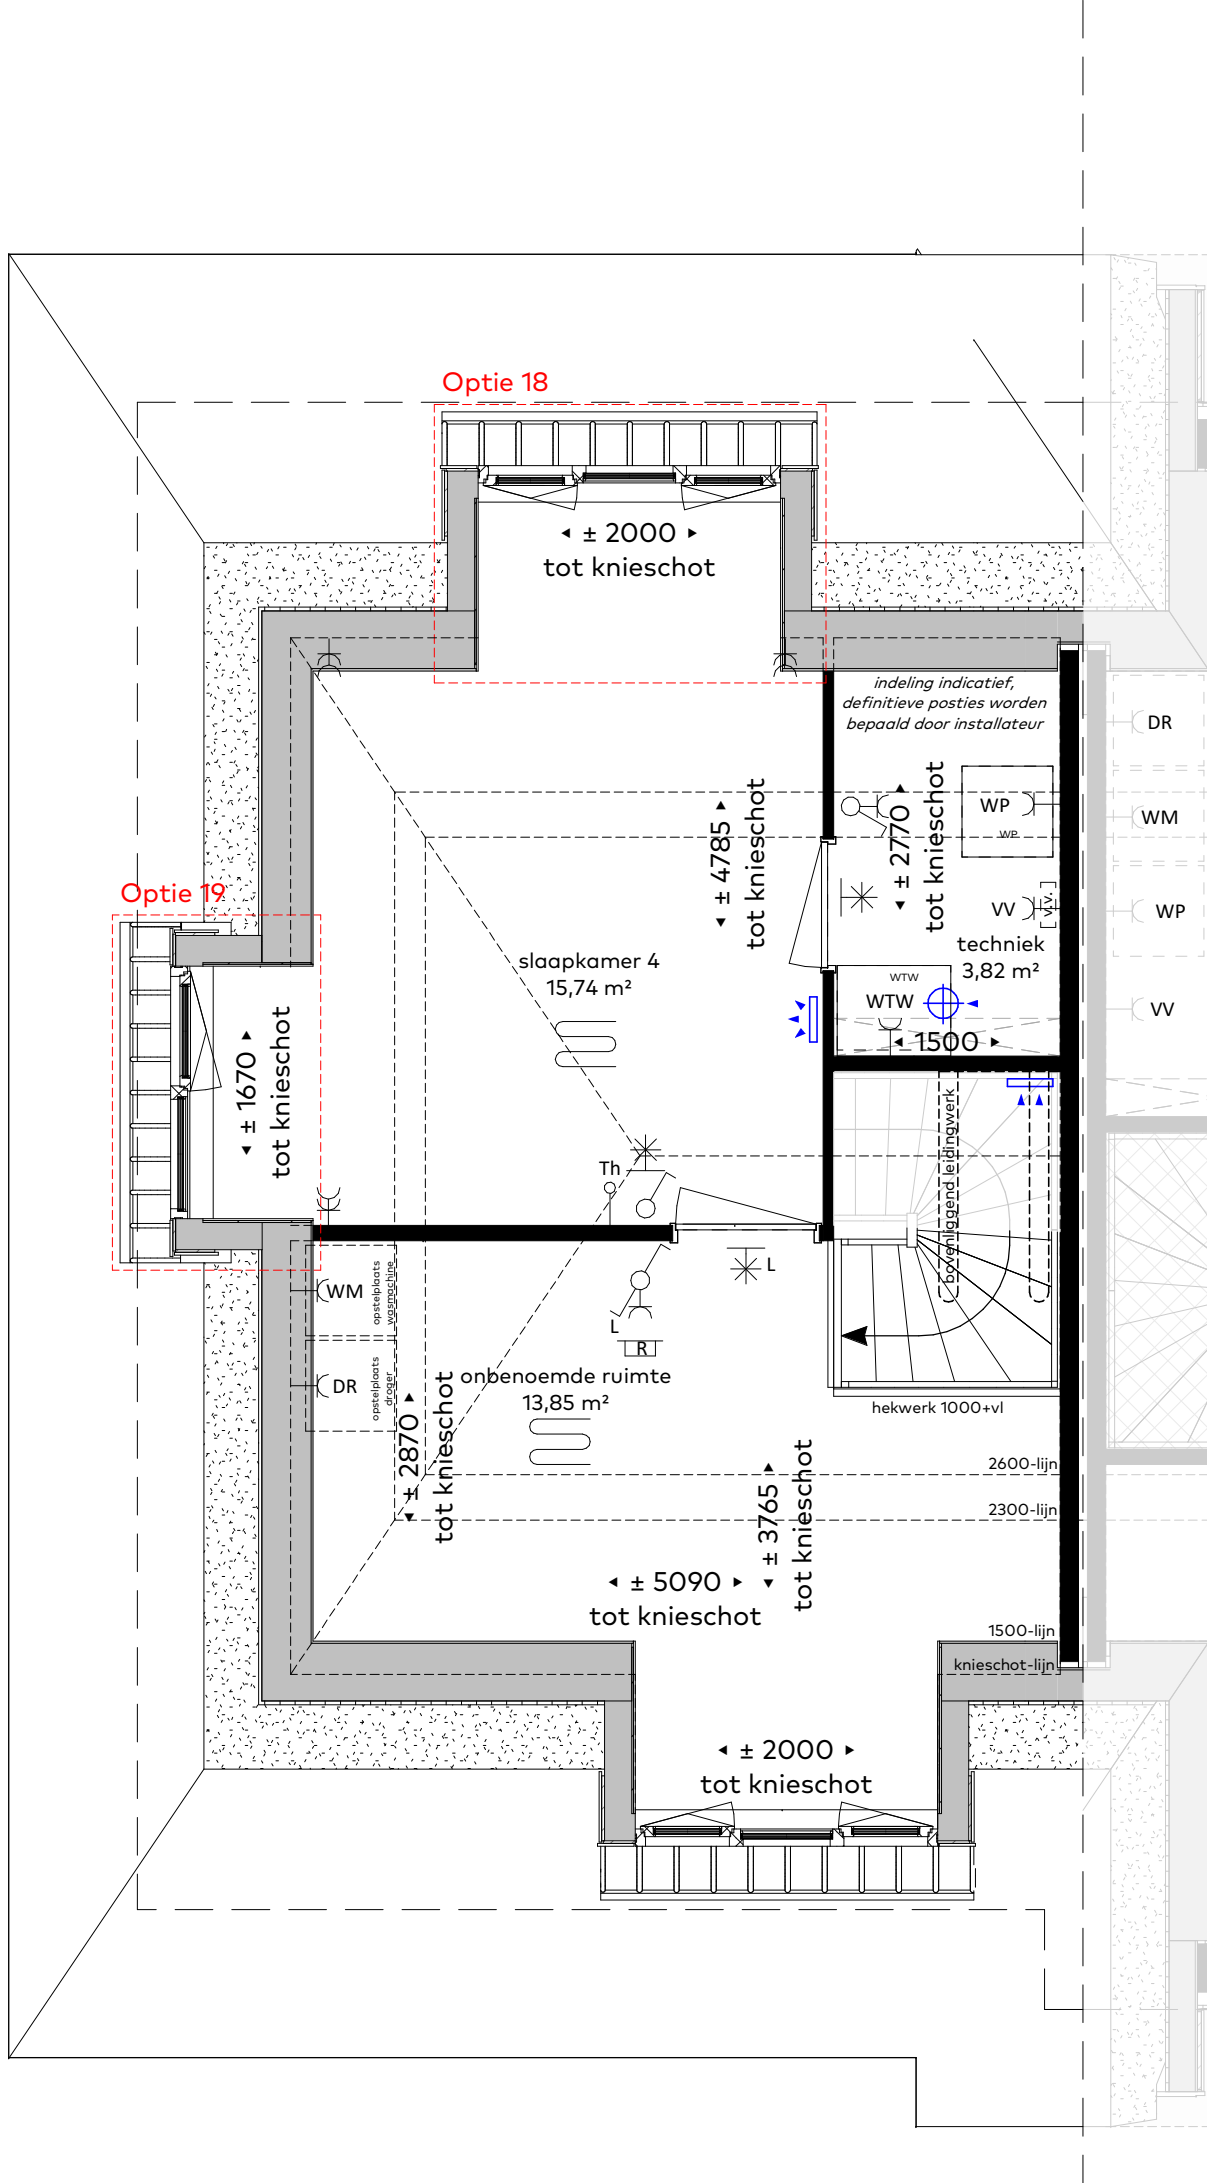 Optie 18
± 2000
tot knieschot
indeling indicatief,
definitieve posties worden
bepaald door installateur
DR
WP
WP
± 2770
tot knieschot
± 4785
tot knieschot
WM
Optie 19
VV
v.v.
WP
techniek
3,82 m²
slaapkamer 4
15,74 m²
WTW
WTW
VV
1500
± 1670
tot knieschot
bovenliggend leidingwerk
Th
L
WM
opstelplaats
wasmachine
L
R
DR
opstelplaats
droger
onbenoemde ruimte
13,85 m²
hekwerk 1000+vl
± 2870
tot knieschot
2600-lijn
2300-lijn
± 3765
tot knieschot
± 5090
tot knieschot
1500-lijn
knieschot-lijn
± 2000
tot knieschot